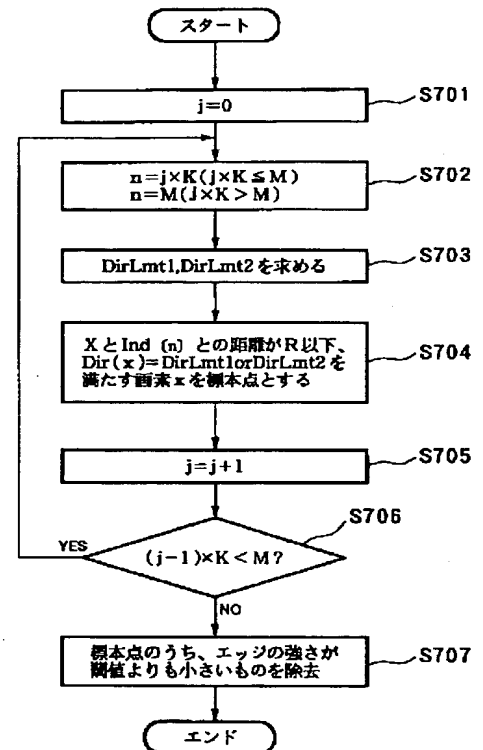 スタート
j=0
S701
n=j×K(j×K≦M)
n=M(j×K>M)
S702
DirLmt1,DirLmt2を求める
S703
XとInd〔n〕との距離がR以下、
Dir(x)=DirLmt1orDirLmt2を
満たす画素xを標本点とする
S704
j=j+1
S705
(j-1)×K<M?
S706
YES
NO
標本点のうち、エッジの強さが
閾値よりも小さいものを除去
S707
エンド